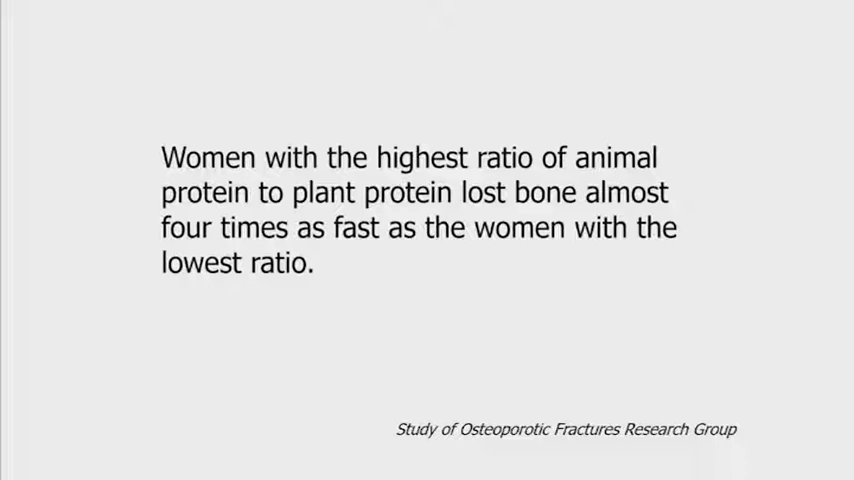 Women with the highest ratio of animal
protein to plant protein lost bone almost
four times as fast as the women with the
lowest ratio.
Study of Osteoporotic Fractures Research Group